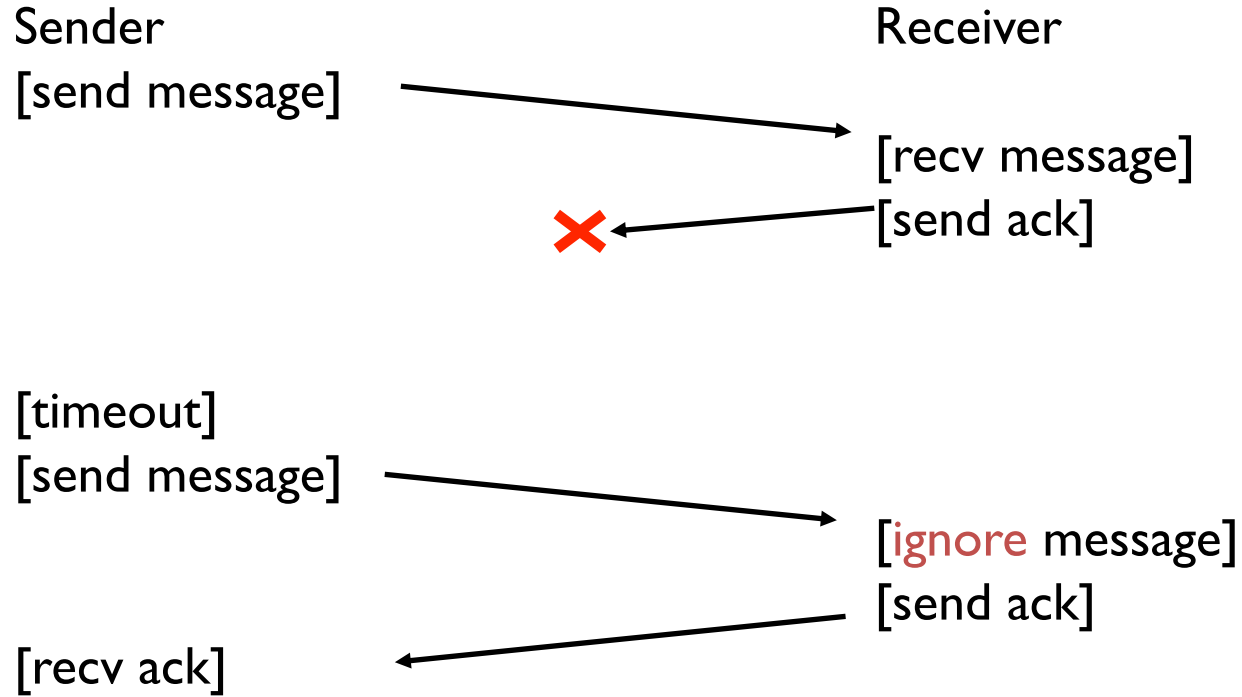 Sender
Receiver
[send message]
[recv message]
[send ack]
[timeout]
[send message]
[ignore message]
[send ack]
[recv ack]